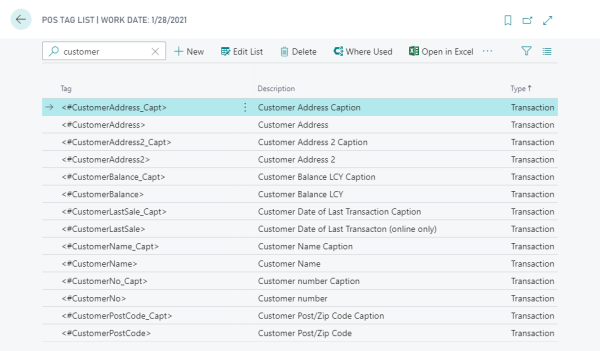 POS TAG LIST | WORK DATE: 1/28/2021
customer New Edit List Delete Where Used Open in Excel ...
Tag Description Type ↑
<#CustomerAddress_Capt> Customer Address Caption Transaction
<#CustomerAddress> Customer Address Transaction
<#CustomerAddress2_Capt> Customer Address 2 Caption Transaction
<#CustomerAddress2> Customer Address 2 Transaction
<#CustomerBalance_Capt> Customer Balance LCY Caption Transaction
<#CustomerBalance> Customer Balance LCY Transaction
<#CustomerLastSale_Capt> Customer Date of Last Transaction Caption Transaction
<#CustomerLastSale> Customer Date of Last Transacton (online only) Transaction
<#CustomerName_Capt> Customer Name Caption Transaction
<#CustomerName> Customer Name Transaction
<#CustomerNo_Capt> Customer number Caption Transaction
<#CustomerNo> Customer number Transaction
<#CustomerPostCode_Capt> Customer Post/Zip Code Caption Transaction
<#CustomerPostCode> Customer Post/Zip Code Transaction